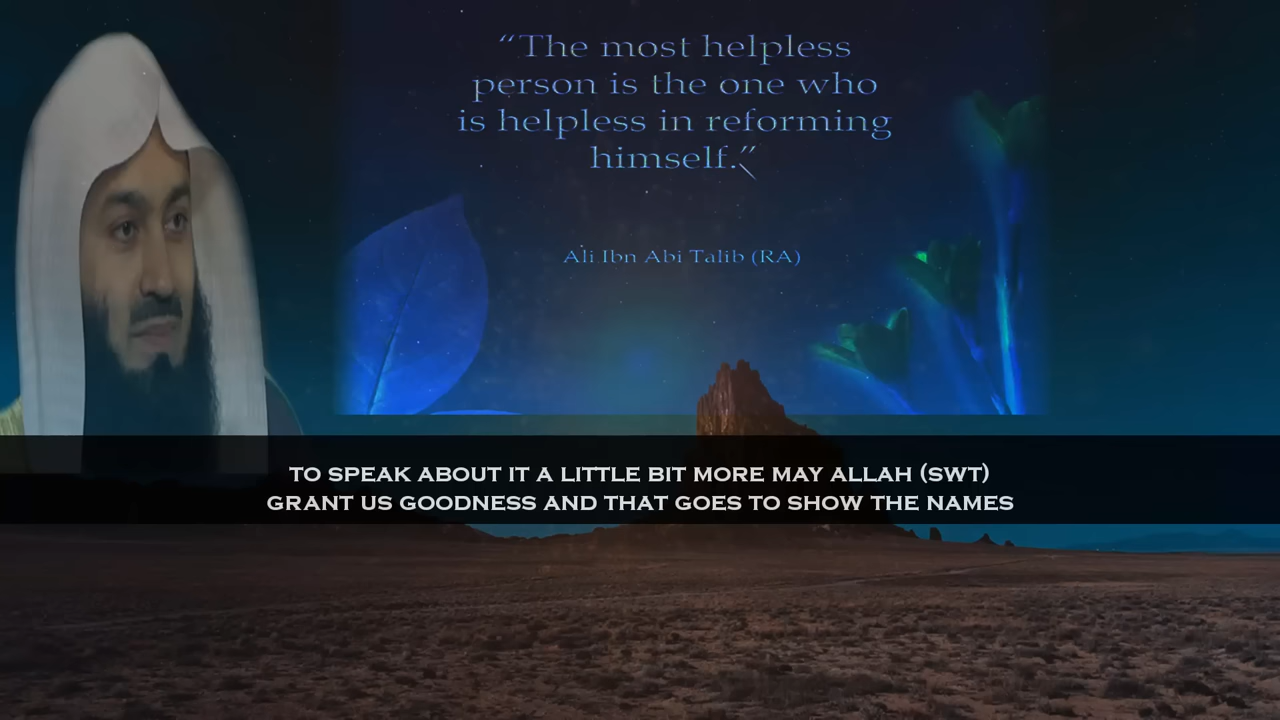 “The most helpless
person is the one who
is helpless in reforming
himself.”
Ali Ibn Abi Talib (RA)
TO SPEAK ABOUT IT A LITTLE BIT MORE MAY ALLAH (SWT)
GRANT US GOODNESS AND THAT GOES TO SHOW THE NAMES